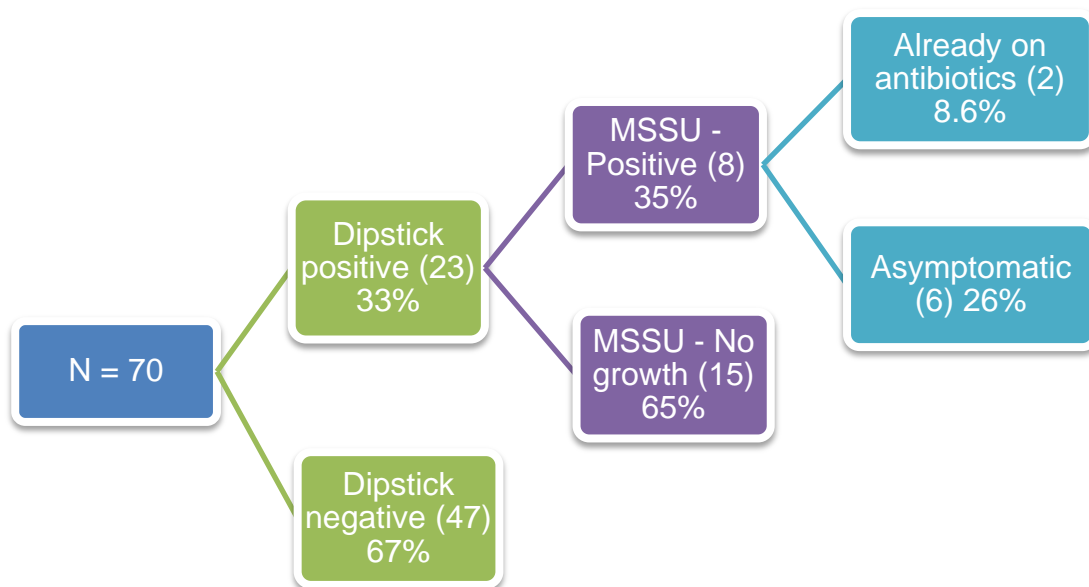 N = 70
Dipstick
positive (23)
33%
Dipstick
negative (47)
67%
MSSU -
Positive (8)
35%
MSSU - No
growth (15)
65%
Already on
antibiotics (2)
8.6%
Asymptomatic
(6) 26%